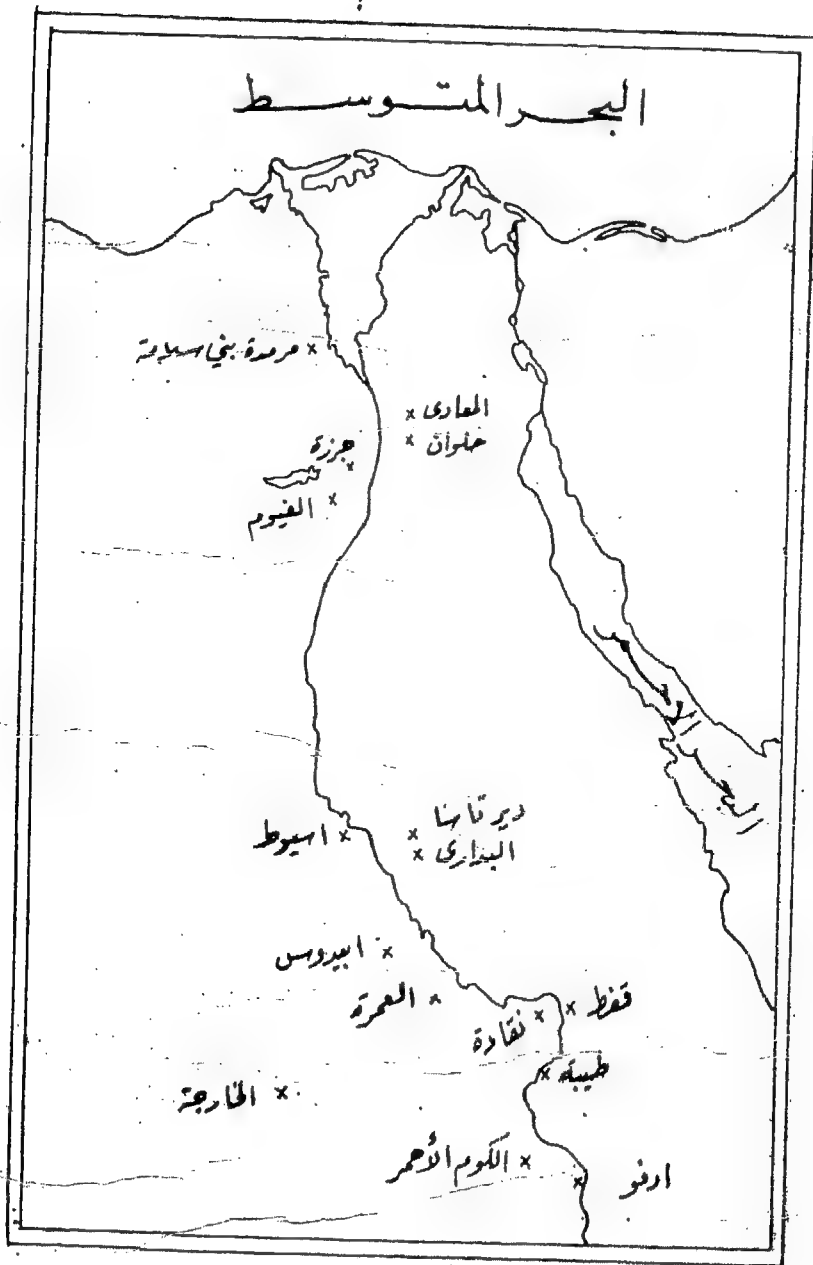 البحر المتوسط
مرمدة بني سلامة
المعادى
حلوان
جرزة
الفيوم
البحر الأحمر
دير تاسا
البدارى
اسيوط
ابيدوس
العمرة
قفط
نقادة
طيبة
الخارجة
الكوم الأحمر
ادفو